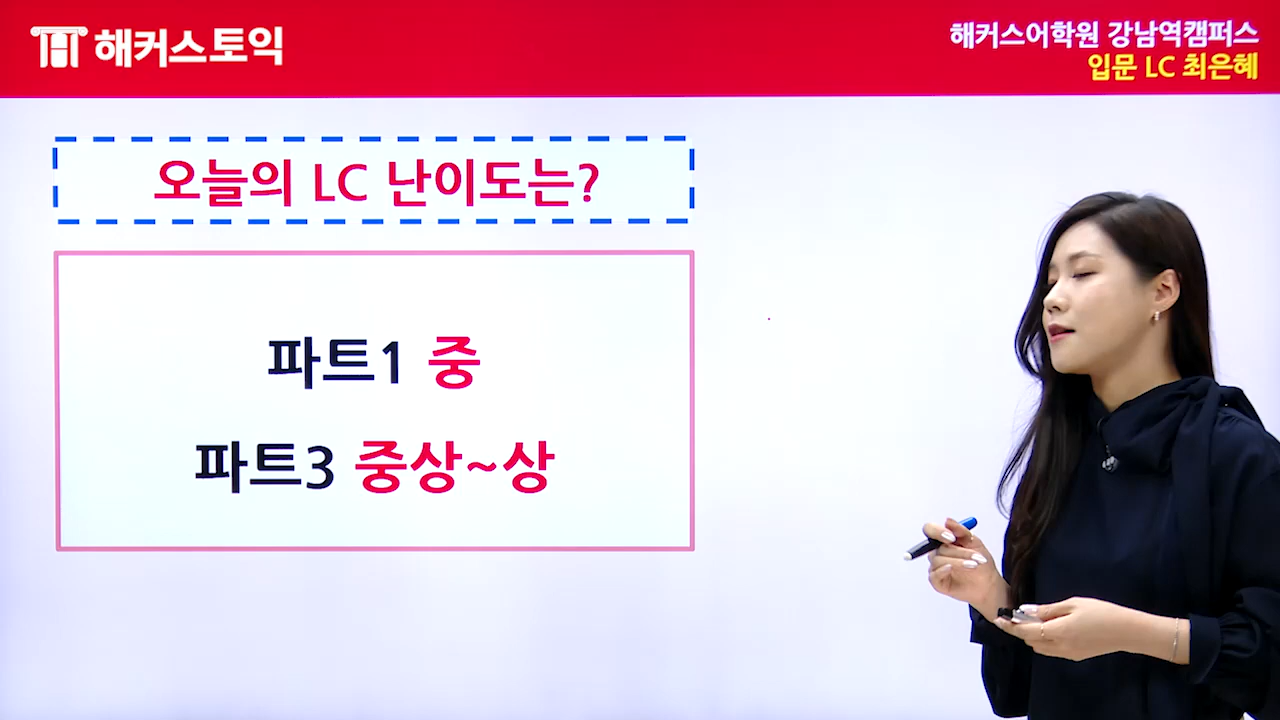 해커스토익
해커스어학원 강남역캠퍼스
입문 LC 최은혜
오늘의 LC 난이도는?
파트1 중
파트3 중상~상